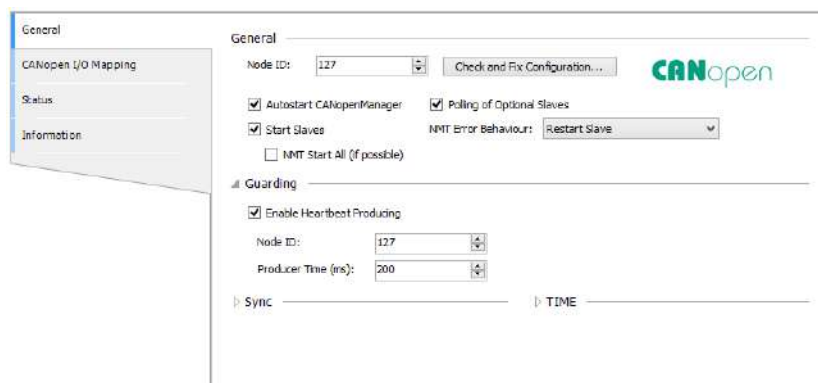 General
CANopen I/O Mapping
Status
Information
General
Node ID: 127 Check and Fix Configuration... CANopen
Autostart CANopenManager Polling of Optional Slaves
Start Slaves NMT Error Behaviour: Restart Slave
NMT Start All (if possible)
Guarding
Enable Heartbeat Producing
Node ID: 127
Producer Time (ms): 200
Sync TIME